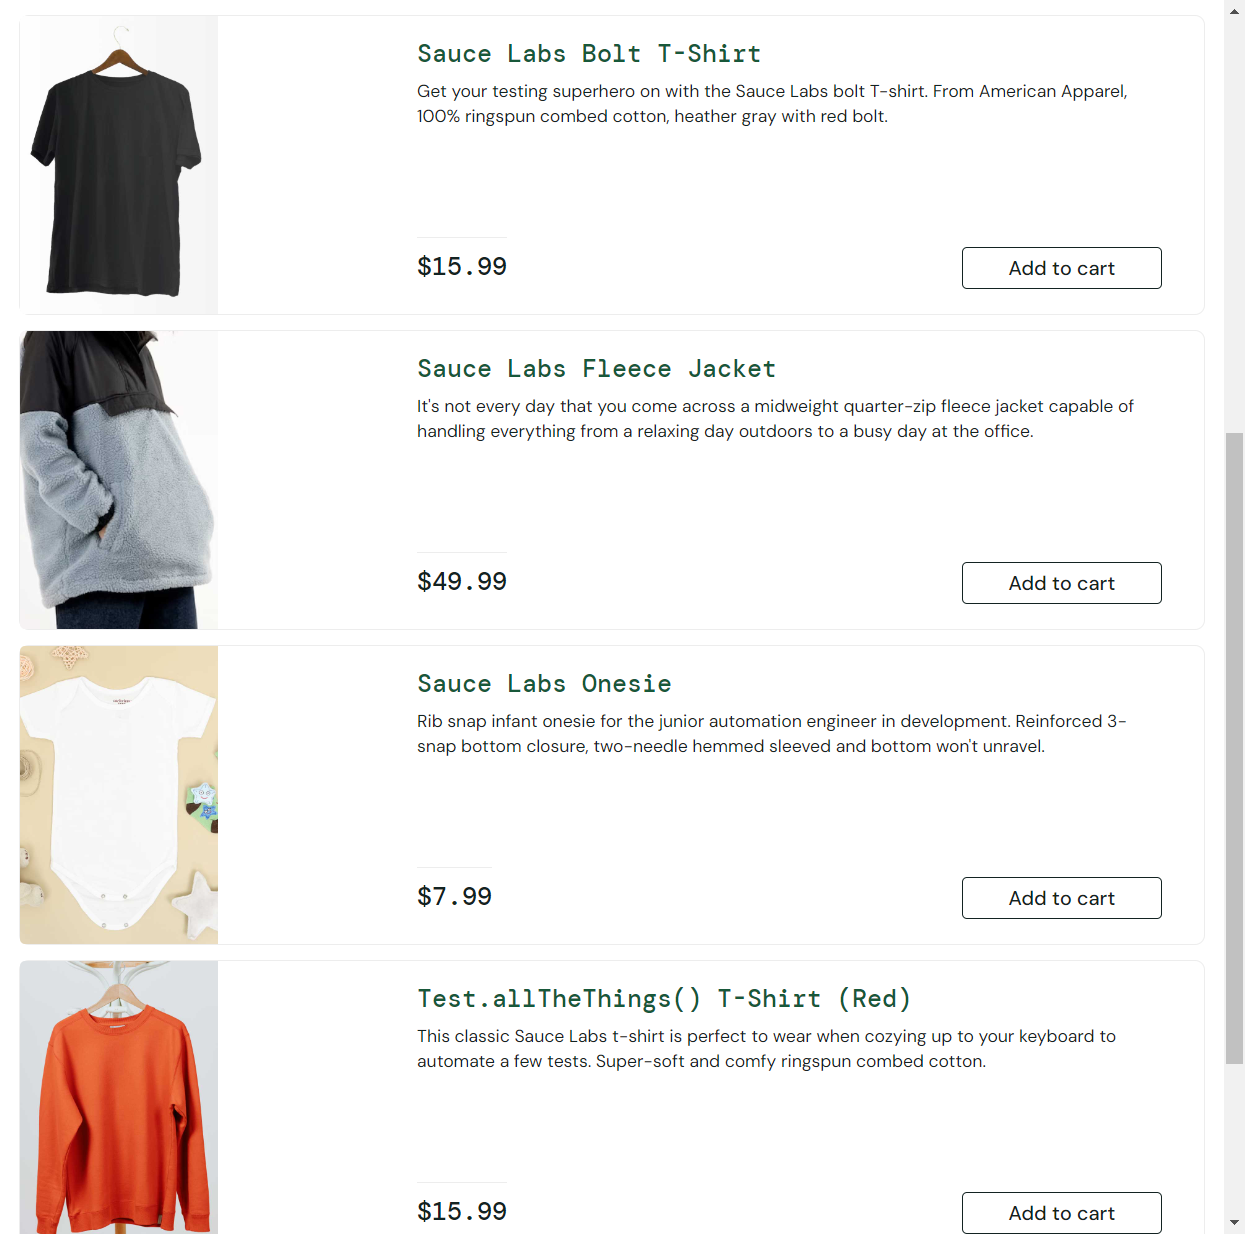 Sauce Labs Bolt T-Shirt
Get your testing superhero on with the Sauce Labs bolt T-shirt. From American Apparel,
100% ringspun combed cotton, heather gray with red bolt.
$15.99
Add to cart
Sauce Labs Fleece Jacket
It's not every day that you come across a midweight quarter-zip fleece jacket capable of
handling everything from a relaxing day outdoors to a busy day at the office.
$49.99
Add to cart
Sauce Labs Onesie
Rib snap infant onesie for the junior automation engineer in development. Reinforced 3-
snap bottom closure, two-needle hemmed sleeved and bottom won't unravel.
$7.99
Add to cart
Test.allTheThings() T-Shirt (Red)
This classic Sauce Labs t-shirt is perfect to wear when cozying up to your keyboard to
automate a few tests. Super-soft and comfy ringspun combed cotton.
$15.99
Add to cart